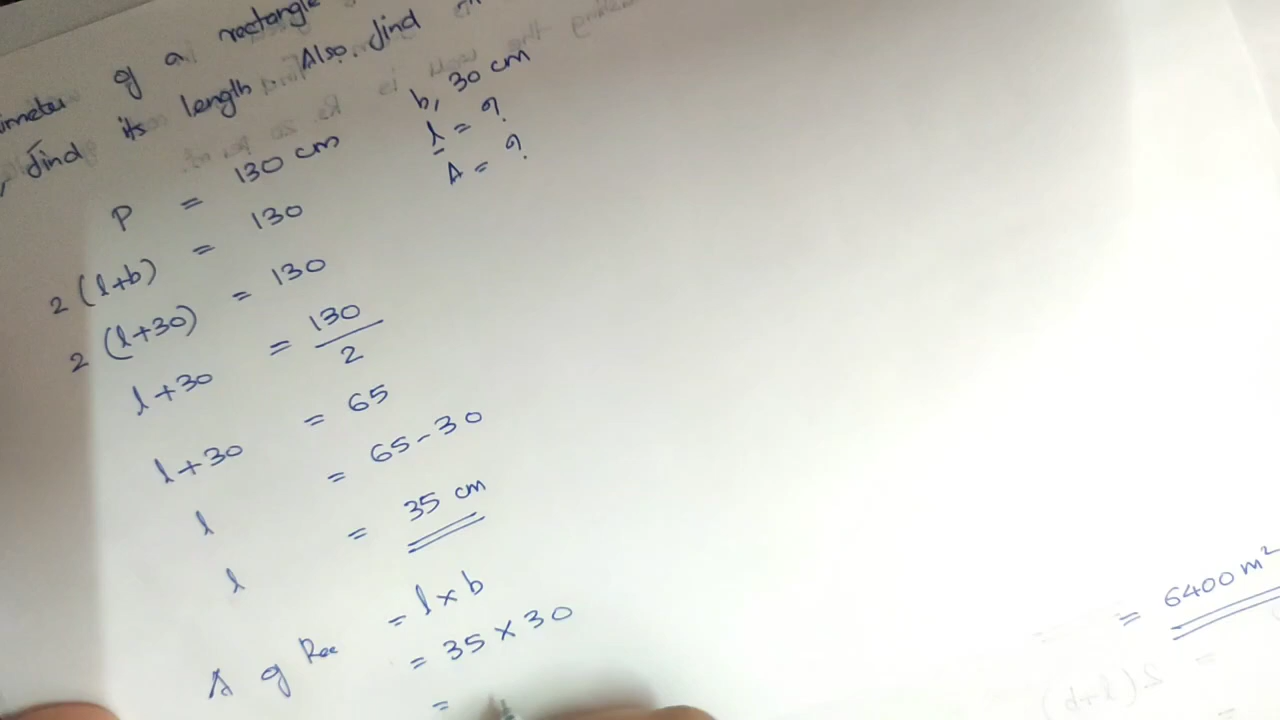 of a rectangle
find its length. Also find
P = 130 cm
b, 30 cm
l = ?
A = ?
2 (l+b) = 130
2 (l+30) = 130
l+30 = 130/2
l+30 = 65
l = 65-30
l = 35 cm
A of Rec = l × b
= 35 × 30
=
= 6400 m²